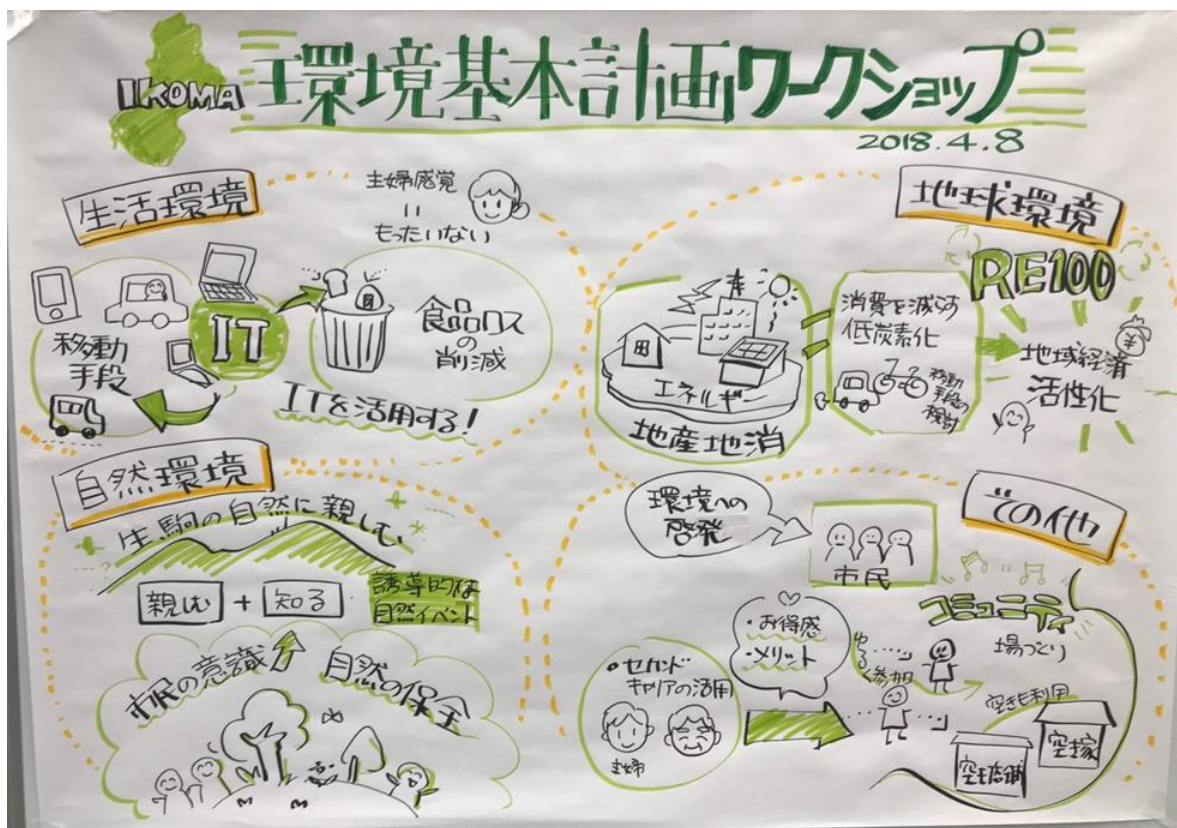 IKOMA 環境基本計画ワークショップ
2018.4.8
生活環境
主婦感覚
=
もったいない
移動
手段
IT
食品ロス
の
削減
ITを活用する!
地球環境
RE100
エネルギー
地産地消
=
消費を減らす
低炭素化
移動
手段の
検討
¥
地域経済
活性化
自然環境
生駒の自然に親しむ
親しむ + 知る
誘導的な
自然イベント
市民の意識
自然の保全
その他
環境への
啓発
市民
コミュニティ
場づくり
・お得感
・メリット
ゆる
く参加
・セカンド
キャリアの活用
主婦
空きも利用
空き家
空き店舗